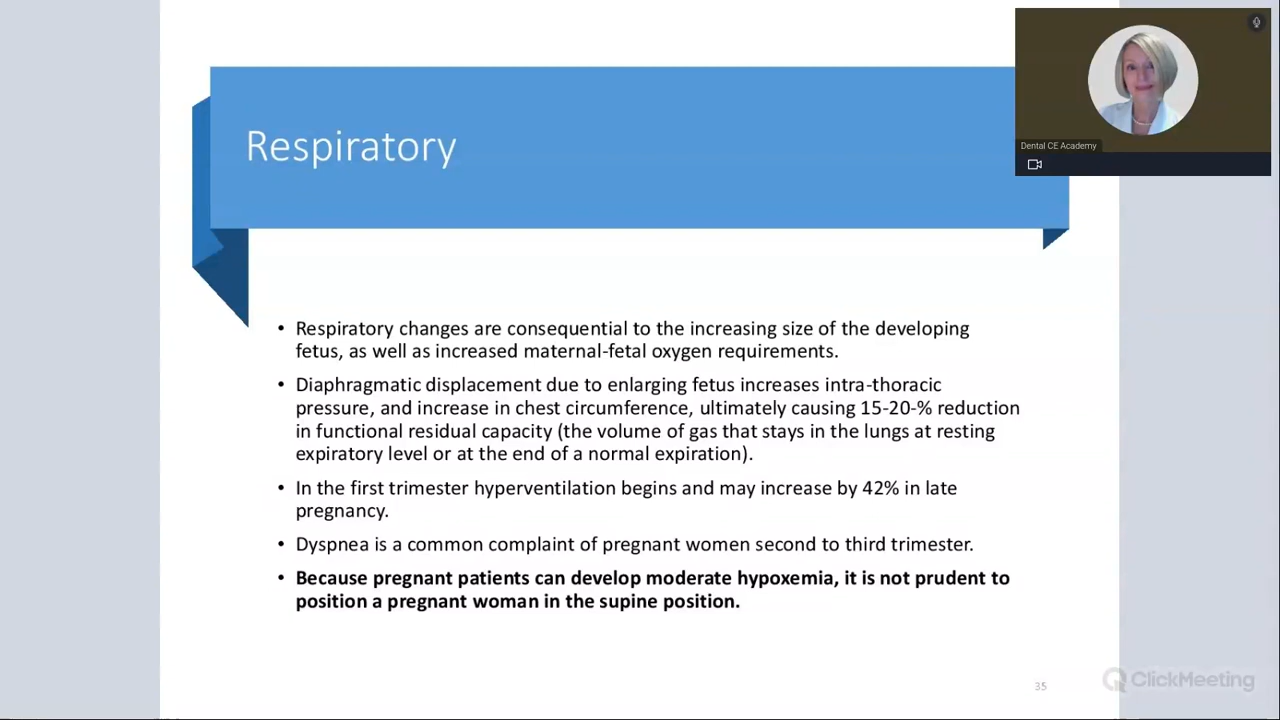 Dental CE Academy
Respiratory
• Respiratory changes are consequential to the increasing size of the developing
fetus, as well as increased maternal-fetal oxygen requirements.
• Diaphragmatic displacement due to enlarging fetus increases intra-thoracic
pressure, and increase in chest circumference, ultimately causing 15-20-% reduction
in functional residual capacity (the volume of gas that stays in the lungs at resting
expiratory level or at the end of a normal expiration).
• In the first trimester hyperventilation begins and may increase by 42% in late
pregnancy.
• Dyspnea is a common complaint of pregnant women second to third trimester.
• Because pregnant patients can develop moderate hypoxemia, it is not prudent to
position a pregnant woman in the supine position.
35
ClickMeeting